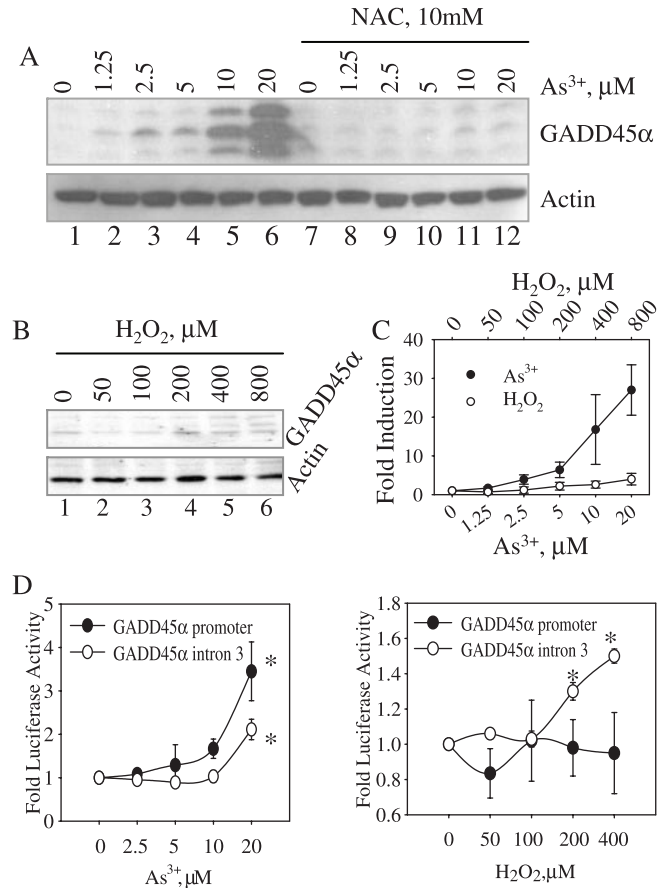 NAC, 10mM
A
0 1.25 2.5 5 10 20 0 1.25 2.5 5 10 20 As³⁺, µM
GADD45α
Actin
1 2 3 4 5 6 7 8 9 10 11 12
B
H₂O₂, µM
0 50 100 200 400 800
GADD45α
Actin
1 2 3 4 5 6
C
H₂O₂, µM
0 50 100 200 400 800
Fold Induction
40
30
20
10
0
As³⁺
H₂O₂
0 1.25 2.5 5 10 20
As³⁺, µM
D
Fold Luciferase Activity
5
4
3
2
1
0
GADD45α promoter
GADD45α intron 3
*
*
0 2.5 5 10 20
As³⁺,µM
Fold Luciferase Activity
1.8
1.6
1.4
1.2
1.0
0.8
0.6
GADD45α promoter
GADD45α intron 3
*
*
0 50 100 200 400
H₂O₂,µM